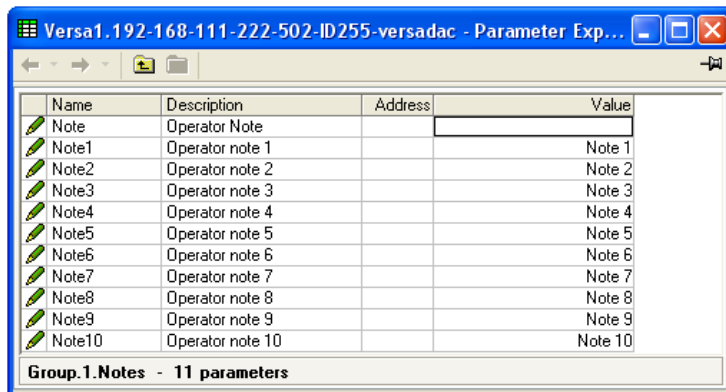 Versa1.192-168-111-222-502-ID255-versadac - Parameter Exp...
Name Description Address Value
Note Operator Note
Note1 Operator note 1 Note 1
Note2 Operator note 2 Note 2
Note3 Operator note 3 Note 3
Note4 Operator note 4 Note 4
Note5 Operator note 5 Note 5
Note6 Operator note 6 Note 6
Note7 Operator note 7 Note 7
Note8 Operator note 8 Note 8
Note9 Operator note 9 Note 9
Note10 Operator note 10 Note 10
Group.1.Notes - 11 parameters